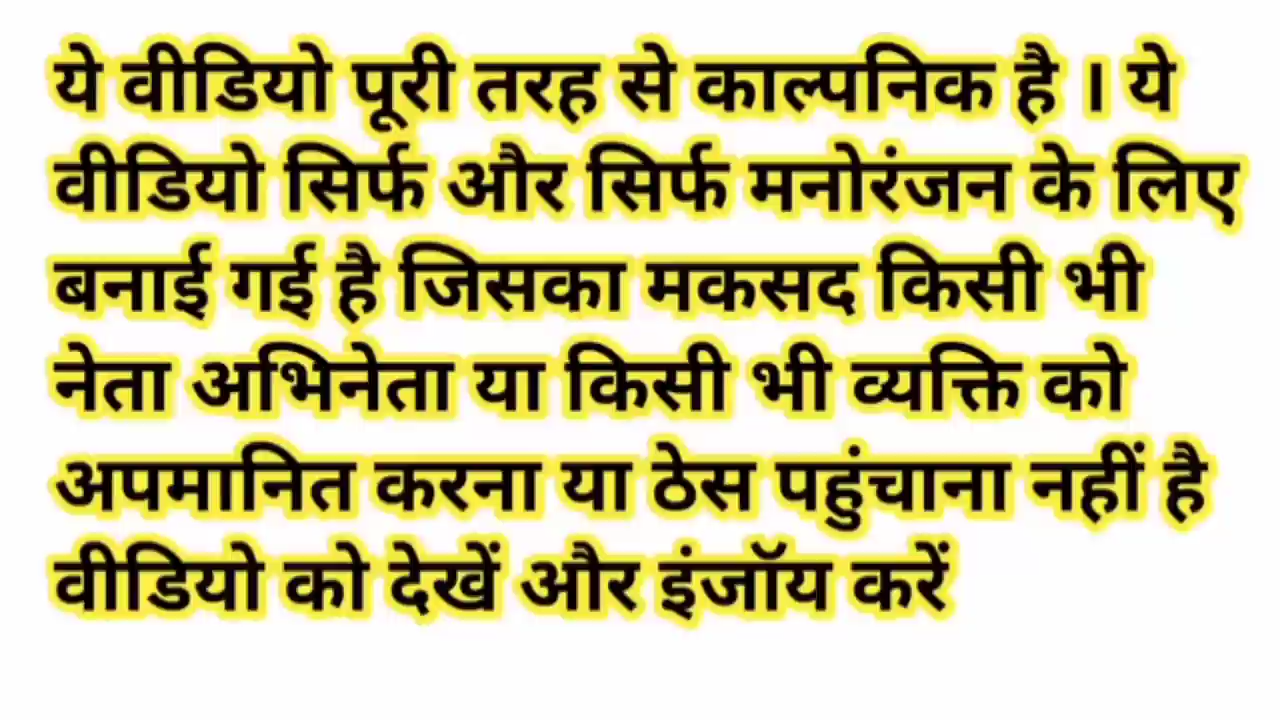 ये वीडियो पूरी तरह से काल्पनिक है । ये
वीडियो सिर्फ और सिर्फ मनोरंजन के लिए
बनाई गई है जिसका मकसद किसी भी
नेता अभिनेता या किसी भी व्यक्ति को
अपमानित करना या ठेस पहुंचाना नहीं है
वीडियो को देखें और इंजॉय करें